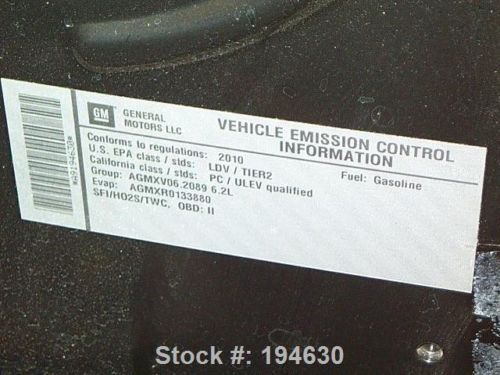 GM
GENERAL
MOTORS LLC
VEHICLE EMISSION CONTROL
INFORMATION
Conforms to regulations: 2010
Fuel: Gasoline
U.S. EPA class / stds: LDV / TIER2
California class / stds: PC / ULEV qualified
Group: AGMXV06.2089 6.2L
Evap: AGMXR0133880
SFI/HO2S/TWC, OBD: II
Stock #: 194630